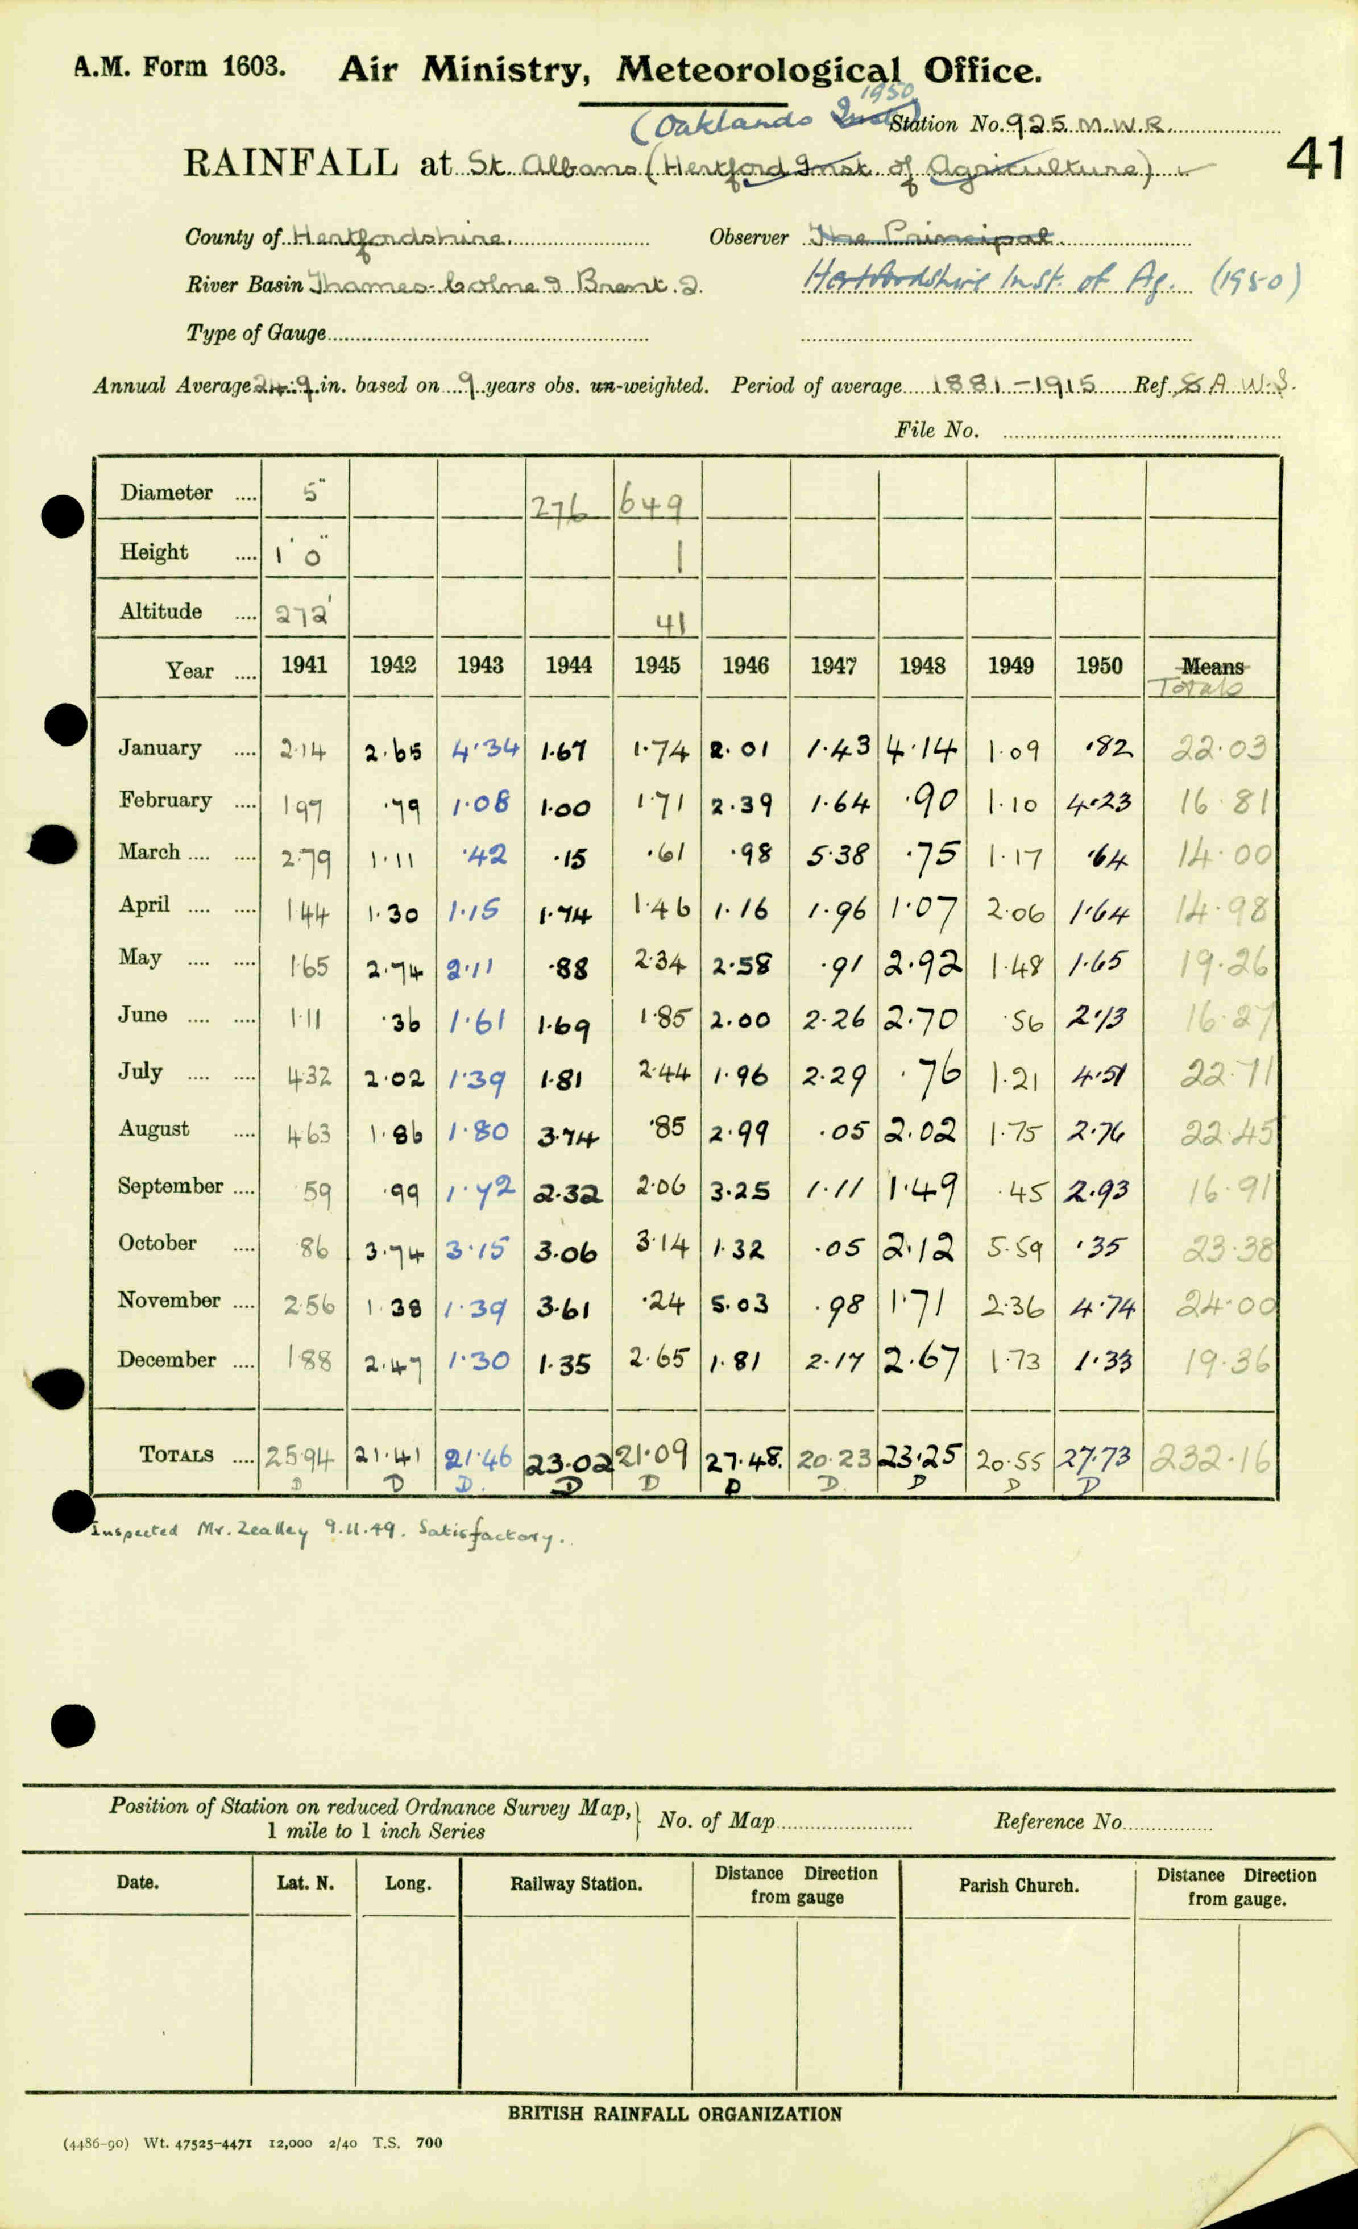 A.M. Form 1603. Air Ministry, Meteorological Office.
1950
(Oaklands Inst.) Station No. 925 M.W.R.
41
RAINFALL at St. Albans (Hertford Inst. of Agriculture)
County of Hertfordshire. Observer The Principal
River Basin Thames-Colne & Brent. 2. Hertfordshire Inst. of Ag. (1950)
Type of Gauge
Annual Average 24.9 in. based on 9 years obs. un-weighted. Period of average 1881-1915 Ref. & A W.S.
File No.
Diameter .... 5" 276 649
Height .... 1'0" 1
Altitude .... 272' 41
Year .... 1941 1942 1943 1944 1945 1946 1947 1948 1949 1950 Means
Totals
January .... 2.14 2.65 4.34 1.67 1.74 2.01 1.43 4.14 1.09 .82 22.03
February .... 197 .79 1.08 1.00 1.71 2.39 1.64 .90 1.10 4.23 16.81
March .... .... 2.79 1.11 .42 .15 .61 .98 5.38 .75 1.17 .64 14.00
April .... .... 144 1.30 1.15 1.74 1.46 1.16 1.96 1.07 2.06 1.64 14.98
May .... .... 1.65 2.74 2.11 .88 2.34 2.58 .91 2.92 1.48 1.65 19.26
June .... .... 1.11 .36 1.61 1.69 1.85 2.00 2.26 2.70 .56 2.13 16.27
July .... .... 4.32 2.02 1.39 1.81 2.44 1.96 2.29 .76 1.21 4.51 22.71
August .... 4.63 1.86 1.80 3.74 .85 2.99 .05 2.02 1.75 2.76 22.45
September .... 59 .99 1.42 2.32 2.06 3.25 1.11 1.49 .45 2.93 16.91
October .... 86 3.74 3.15 3.06 3.14 1.32 .05 2.12 5.59 .35 23.38
November .... 2.56 1.38 1.39 3.61 .24 5.03 .98 1.71 2.36 4.74 24.00
December .... 188 2.47 1.30 1.35 2.65 1.81 2.17 2.67 1.73 1.33 19.36
TOTALS .... 25.94 21.41 21.46 23.02 21.09 27.48. 20.23 23.25 20.55 27.73 232.16
D D D. D D D D. D D D
Inspected Mr. Zealley 9.11.49. Satisfactory.
Position of Station on reduced Ordnance Survey Map,} No. of Map Reference No.
1 mile to 1 inch Series
Date. Lat. N. Long. Railway Station. Distance Direction from gauge Parish Church. Distance Direction from gauge.
BRITISH RAINFALL ORGANIZATION
(4486-90) Wt. 47525-4471 12,000 2/40 T.S. 700